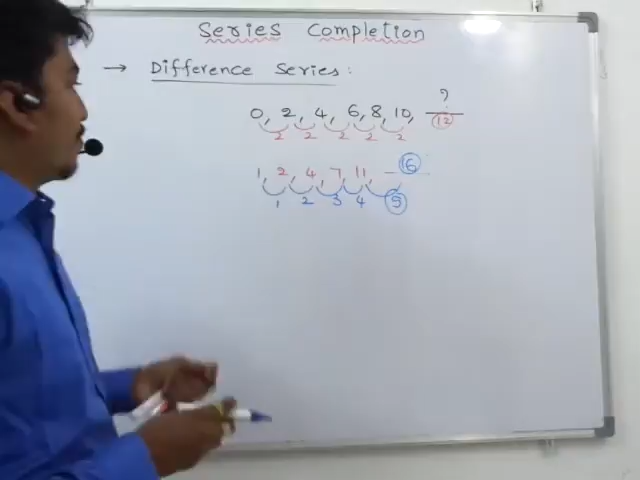 Series Completion
→ Difference Series:
?
0, 2, 4, 6, 8, 10, 12
2 2 2 2 2
1, 2, 4, 7, 11, 16
1 2 3 4 5